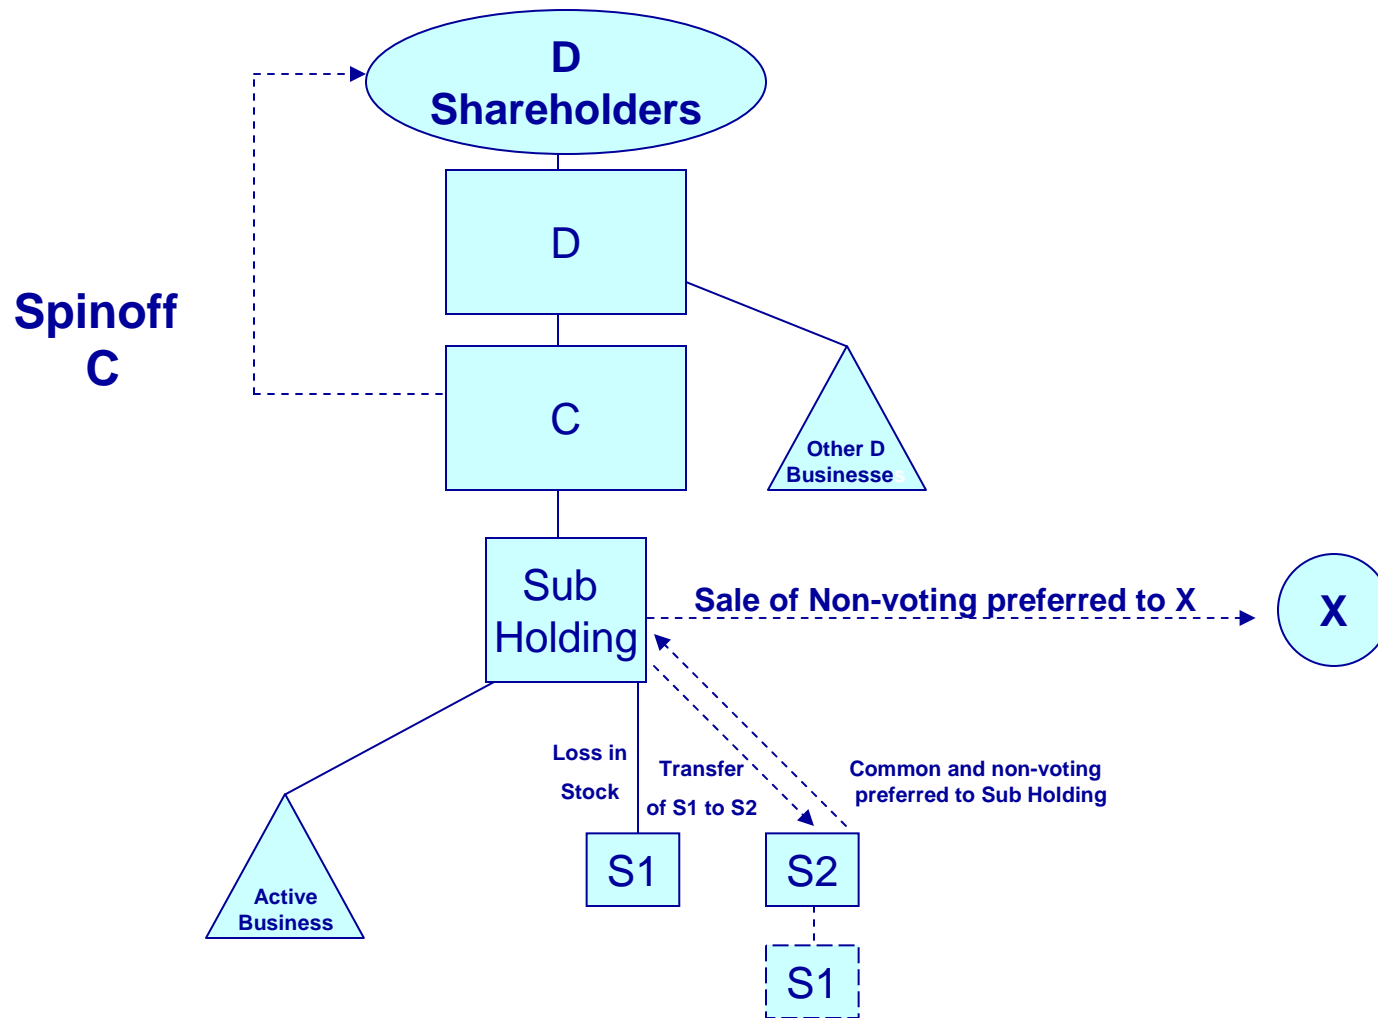 D
Shareholders
D
Spinoff
C
C
Other D
Businesses
Sub
Holding
Sale of Non-voting preferred to X
X
Loss in
Stock
Transfer
of S1 to S2
Common and non-voting
preferred to Sub Holding
S1
S2
Active
Business
S1